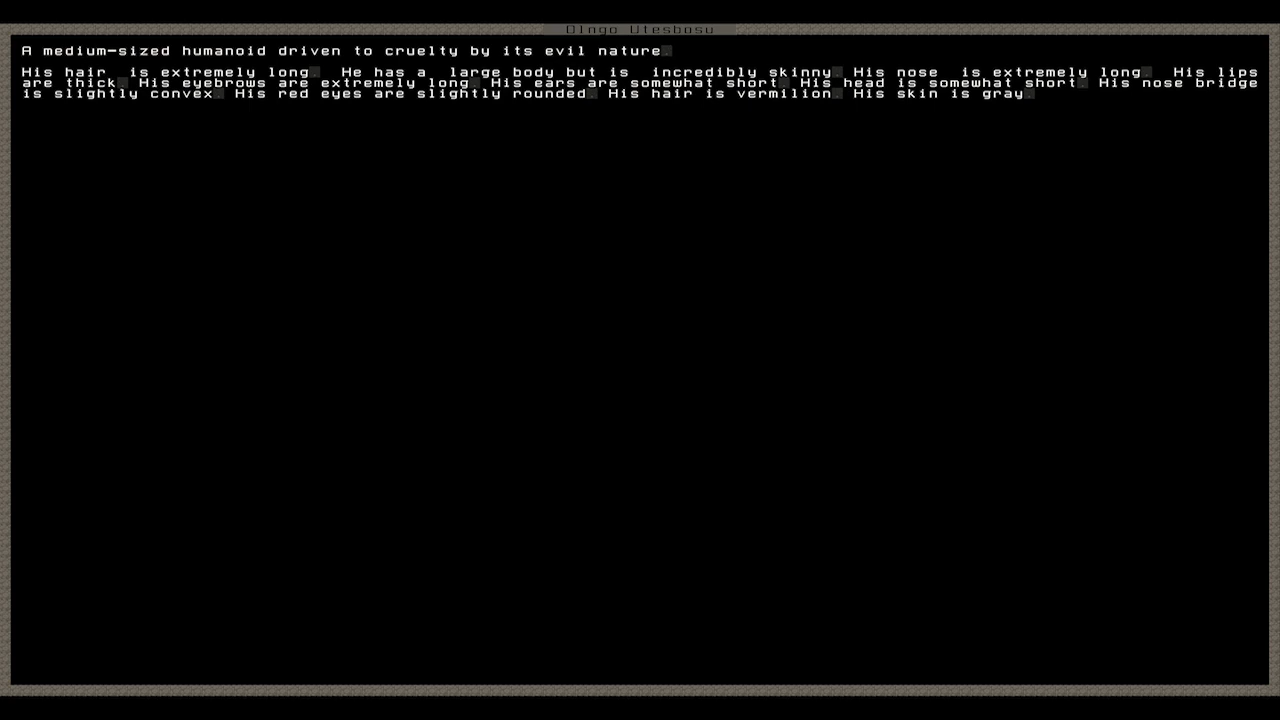 Olngo Utesbosu
A medium-sized humanoid driven to cruelty by its evil nature.
His hair is extremely long. He has a large body but is incredibly skinny. His nose is extremely long. His lips
are thick. His eyebrows are extremely long. His ears are somewhat short. His head is somewhat short. His nose bridge
is slightly convex. His red eyes are slightly rounded. His hair is vermilion. His skin is gray.